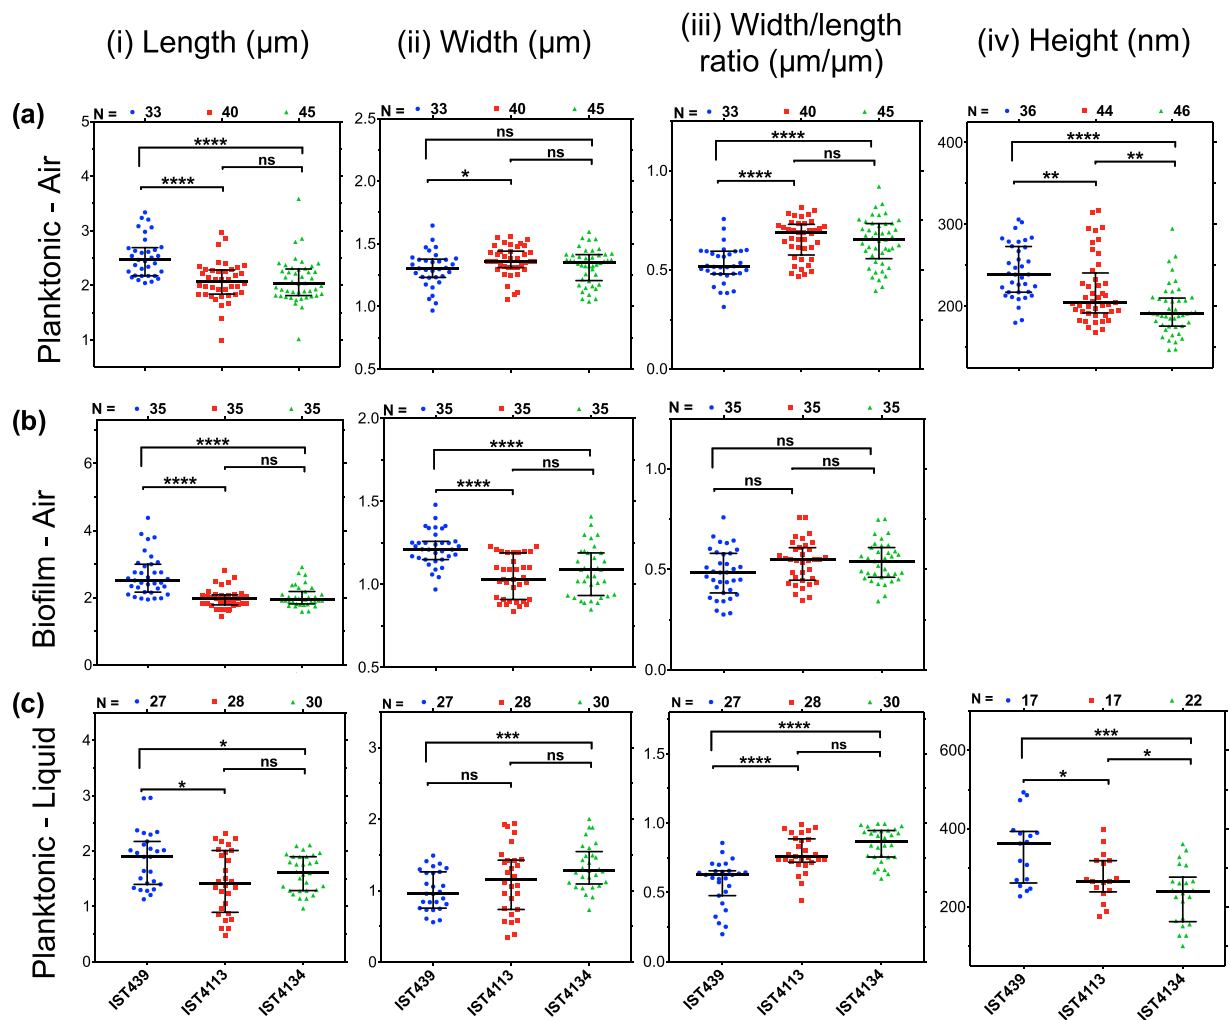 (i) Length (µm)
(ii) Width (µm)
(iii) Width/length
ratio (µm/µm)
(iv) Height (nm)
(a)
Planktonic - Air
N = 33 40 45
5
4
3
2
1
****
ns
****
N = 33 40 45
2.5
2.0
1.5
1.0
0.5
ns
ns
*
N = 33 40 45
1.0
0.5
0.0
****
ns
****
N = 36 44 46
400
300
200
****
**
**
(b)
Biofilm - Air
N = 35 35 35
6
4
2
0
****
ns
****
N = 35 35 35
2.0
1.5
1.0
0.5
****
ns
****
N = 35 35 35
1.0
0.5
0.0
ns
ns
ns
(c)
Planktonic - Liquid
N = 27 28 30
4
3
2
1
0
*
ns
*
IST439
IST4113
IST4134
N = 27 28 30
3
2
1
0
***
ns
ns
IST439
IST4113
IST4134
N = 27 28 30
1.5
1.0
0.5
0.0
****
ns
****
IST439
IST4113
IST4134
N = 17 17 22
600
400
200
***
*
*
IST439
IST4113
IST4134